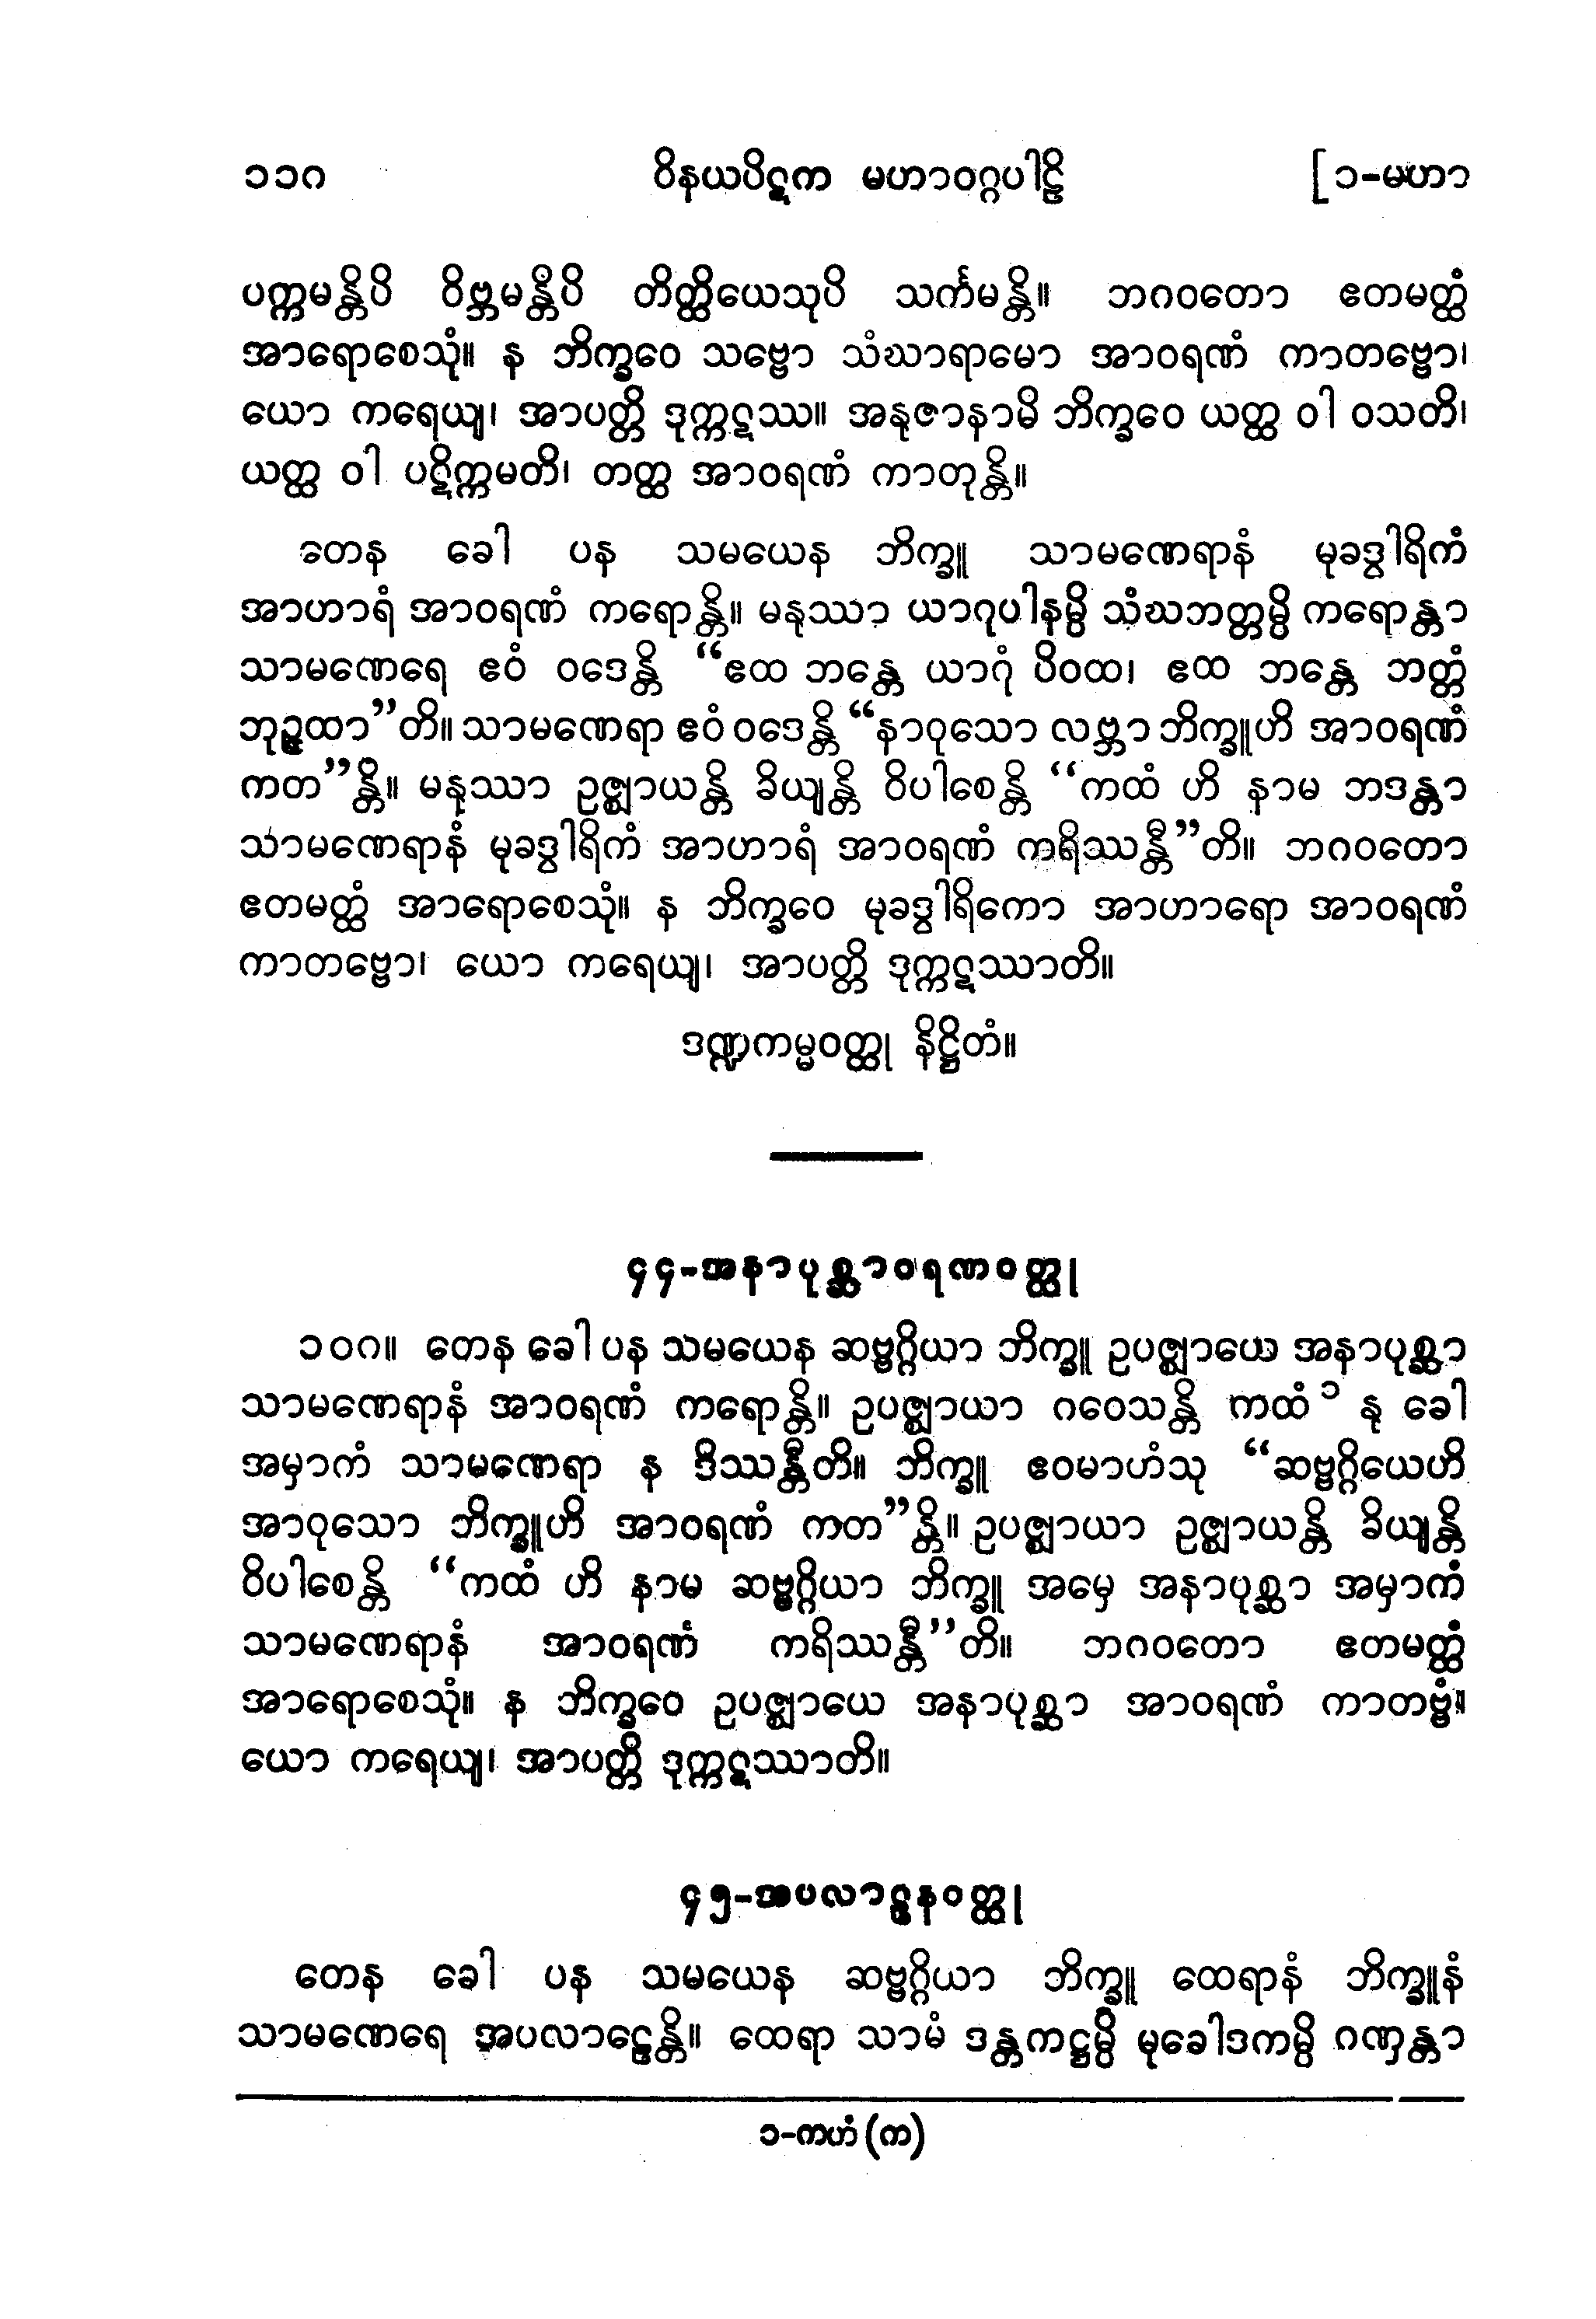 ၁၁၈ ဝိနယပိဋက မဟာဝဂ္ဂပါဠိ [၁-မဟာ
ပက္ကမန္တိပိ ဝိဗ္ဘမန္တိပိ တိတ္ထိယေသုပိ သင်္ကမန္တိ။ ဘဂဝတော ဧတမတ္ထံ
အာရောစေသုံ။ န ဘိက္ခဝေ သဗ္ဗော သံဃာရာမော အာဝရဏံ ကာတဗ္ဗော၊
ယော ကရေယျ၊ အာပတ္တိ ဒုက္ကဋဿ။ အနုဇာနာမိ ဘိက္ခဝေ ယတ္ထ ဝါ ဝသတိ၊
ယတ္ထ ဝါ ပဋိက္ကမတိ၊ တတ္ထ အာဝရဏံ ကာတုန္တိ။
တေန ခေါ ပန သမယေန ဘိက္ခူ သာမဏေရာနံ မုခဒွါရိကံ
အာဟာရံ အာဝရဏံ ကရောန္တိ။ မနုဿာ ယာဂုပါနမ္ပိ သံဃဘတ္တမ္ပိ ကရောန္တာ
သာမဏေရေ ဧဝံ ဝဒေန္တိ “ဧထ ဘန္တေ ယာဂုံ ပိဝထ၊ ဧထ ဘန္တေ ဘတ္တံ
ဘုဉ္ဇထာ”တိ။ သာမဏေရာ ဧဝံ ဝဒေန္တိ “နာဝုသော လဗ္ဘာ ဘိက္ခူဟိ အာဝရဏံ
ကတ”န္တိ။ မနုဿာ ဥဇ္ဈာယန္တိ ခိယျန္တိ ဝိပါစေန္တိ “ကထံ ဟိ နာမ ဘဒန္တာ
သာမဏေရာနံ မုခဒွါရိကံ အာဟာရံ အာဝရဏံ ကရိဿန္တီ”တိ။ ဘဂဝတော
ဧတမတ္ထံ အာရောစေသုံ။ န ဘိက္ခဝေ မုခဒွါရိကော အာဟာရော အာဝရဏံ
ကာတဗ္ဗော၊ ယော ကရေယျ၊ အာပတ္တိ ဒုက္ကဋဿာတိ။
ဒဏ္ဍကမ္မဝတ္ထု နိဋ္ဌိတံ။
၄၄-အနာပုစ္ဆာဝရဏဝတ္ထု
၁၀၈။ တေန ခေါ ပန သမယေန ဆဗ္ဗဂ္ဂိယာ ဘိက္ခူ ဥပဇ္ဈာယေ အနာပုစ္ဆာ
သာမဏေရာနံ အာဝရဏံ ကရောန္တိ။ ဥပဇ္ဈာယာ ဂဝေသန္တိ ကထံ ၁ နု ခေါ
အမှာကံ သာမဏေရာ န ဒိဿန္တီတိ။ ဘိက္ခူ ဧဝမာဟံသု “ဆဗ္ဗဂ္ဂိယေဟိ
အာဝုသော ဘိက္ခူဟိ အာဝရဏံ ကတ”န္တိ။ ဥပဇ္ဈာယာ ဥဇ္ဈာယန္တိ ခိယျန္တိ
ဝိပါစေန္တိ “ကထံ ဟိ နာမ ဆဗ္ဗဂ္ဂိယာ ဘိက္ခူ အမှေ အနာပုစ္ဆာ အမှာကံ
သာမဏေရာနံ အာဝရဏံ ကရိဿန္တီ”တိ။ ဘဂဝတော ဧတမတ္ထံ
အာရောစေသုံ။ န ဘိက္ခဝေ ဥပဇ္ဈာယေ အနာပုစ္ဆာ အာဝရဏံ ကာတဗ္ဗံ။
ယော ကရေယျ၊ အာပတ္တိ ဒုက္ကဋဿာတိ။
၄၅-အပလာဠနဝတ္ထု
တေန ခေါ ပန သမယေန ဆဗ္ဗဂ္ဂိယာ ဘိက္ခူ ထေရာနံ ဘိက္ခူနံ
သာမဏေရေ အပလာဠေန္တိ။ ထေရာ သာမံ ဒန္တကဋ္ဌမ္ပိ မုခေါဒကမ္ပိ ဂဏှန္တာ
၁-ကဟံ (က)